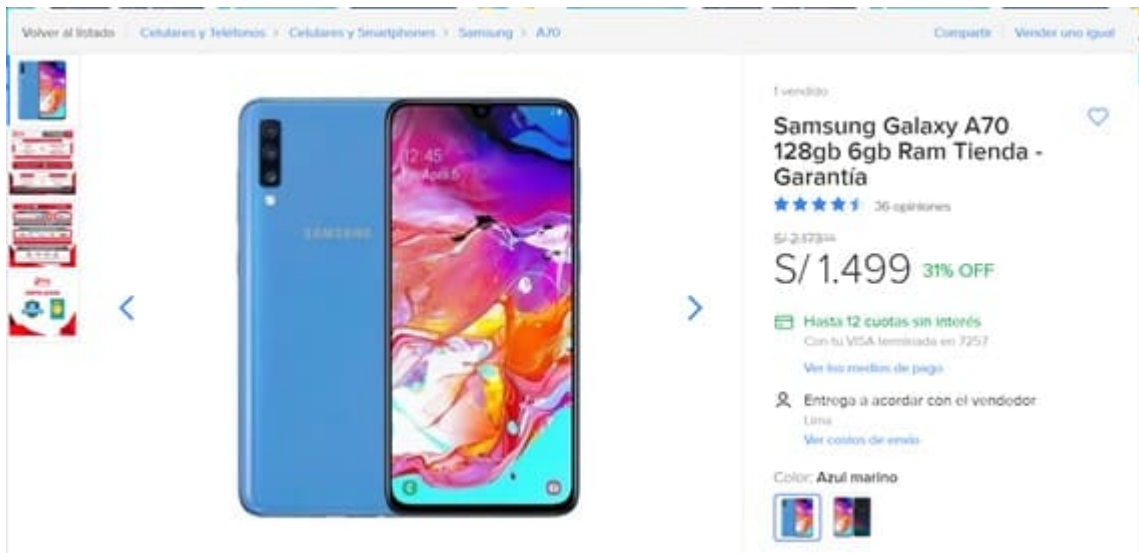 Volver al listado Celulares y Teléfonos > Celulares y Smartphones > Samsung > A70
Compartir Vender uno igual
12:45
Fri, April 5
SAMSUNG
1 vendido
Samsung Galaxy A70
128gb 6gb Ram Tienda -
Garantía
36 opiniones
S/ 1.499 31% OFF
Hasta 12 cuotas sin interés
Con tu VISA terminada en 7257
Ver los medios de pago
Entrega a acordar con el vendedor
Lima
Ver costos de envío
Color: Azul marino